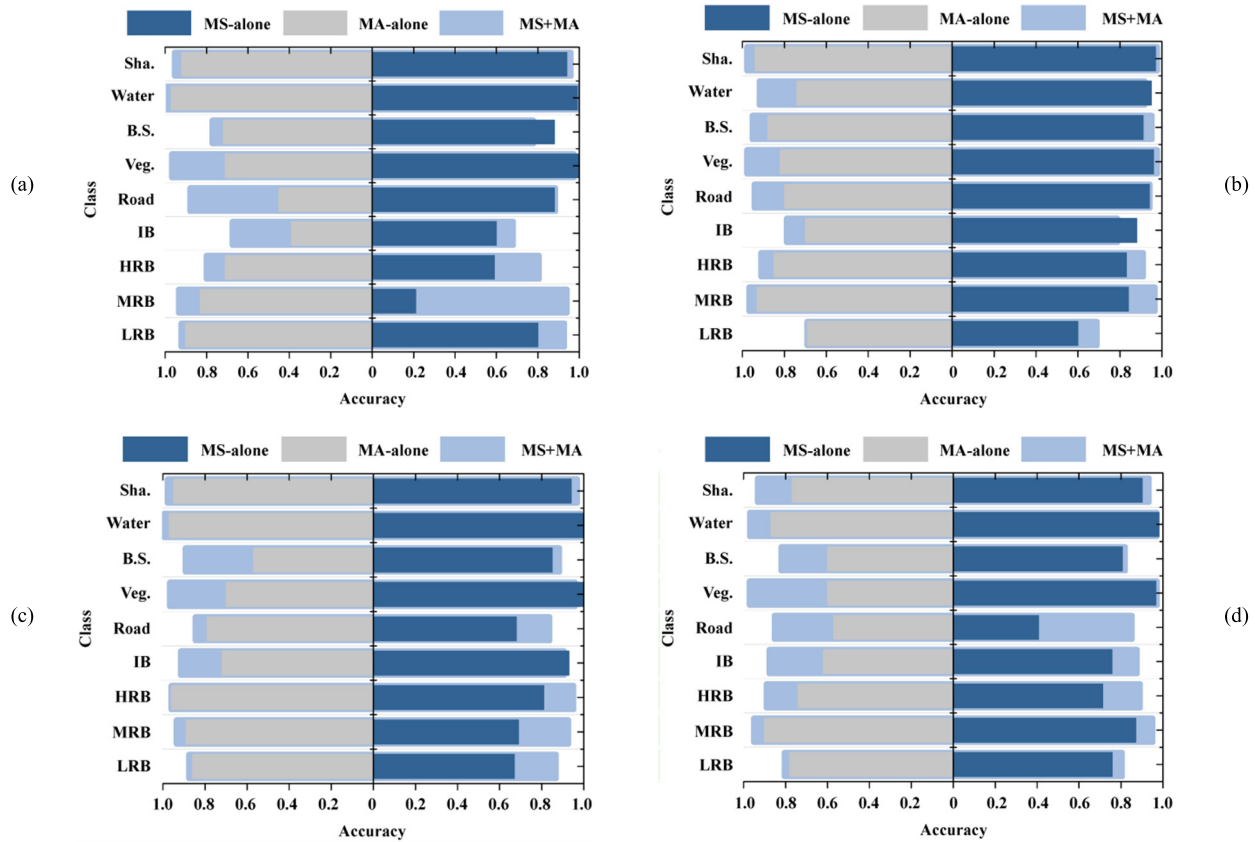 MS-alone MA-alone MS+MA
(a)
Class
Sha.
Water
B.S.
Veg.
Road
IB
HRB
MRB
LRB
1.0 0.8 0.6 0.4 0.2 0 0.2 0.4 0.6 0.8 1.0
Accuracy
MS-alone MA-alone MS+MA
(b)
Class
Sha.
Water
B.S.
Veg.
Road
IB
HRB
MRB
LRB
1.0 0.8 0.6 0.4 0.2 0 0.2 0.4 0.6 0.8 1.0
Accuracy
MS-alone MA-alone MS+MA
(c)
Class
Sha.
Water
B.S.
Veg.
Road
IB
HRB
MRB
LRB
1.0 0.8 0.6 0.4 0.2 0 0.2 0.4 0.6 0.8 1.0
Accuracy
MS-alone MA-alone MS+MA
(d)
Class
Sha.
Water
B.S.
Veg.
Road
IB
HRB
MRB
LRB
1.0 0.8 0.6 0.4 0.2 0 0.2 0.4 0.6 0.8 1.0
Accuracy